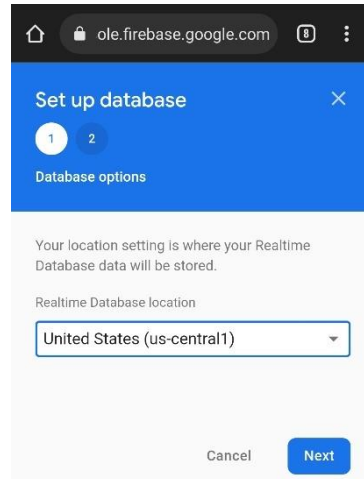 ole.firebase.google.com 8
Set up database
1 2
Database options
Your location setting is where your Realtime
Database data will be stored.
Realtime Database location
United States (us-central1)
Cancel Next